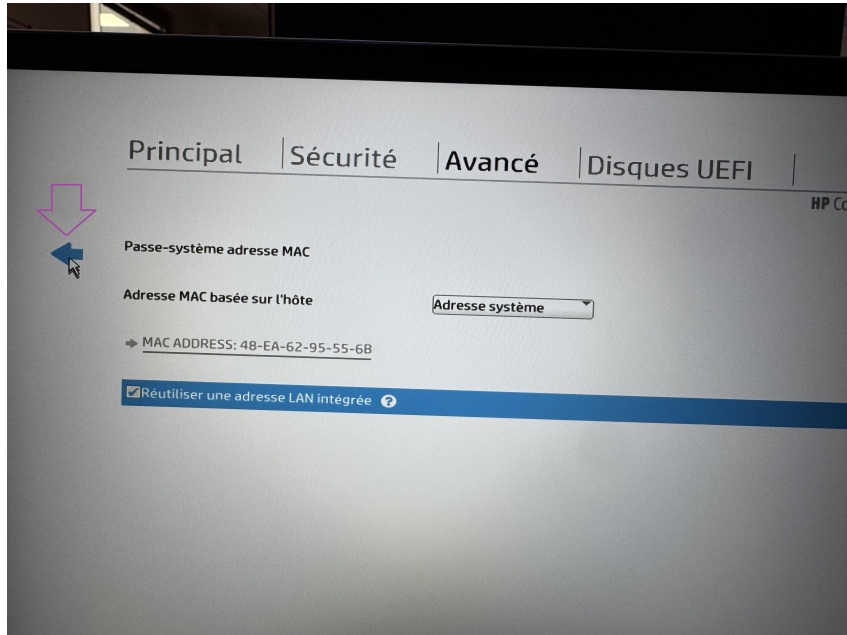 Principal Sécurité Avancé Disques UEFI
HP
Passe-système adresse MAC
Adresse MAC basée sur l'hôte Adresse système
MAC ADDRESS: 48-EA-62-95-55-6B
Réutiliser une adresse LAN intégrée ?